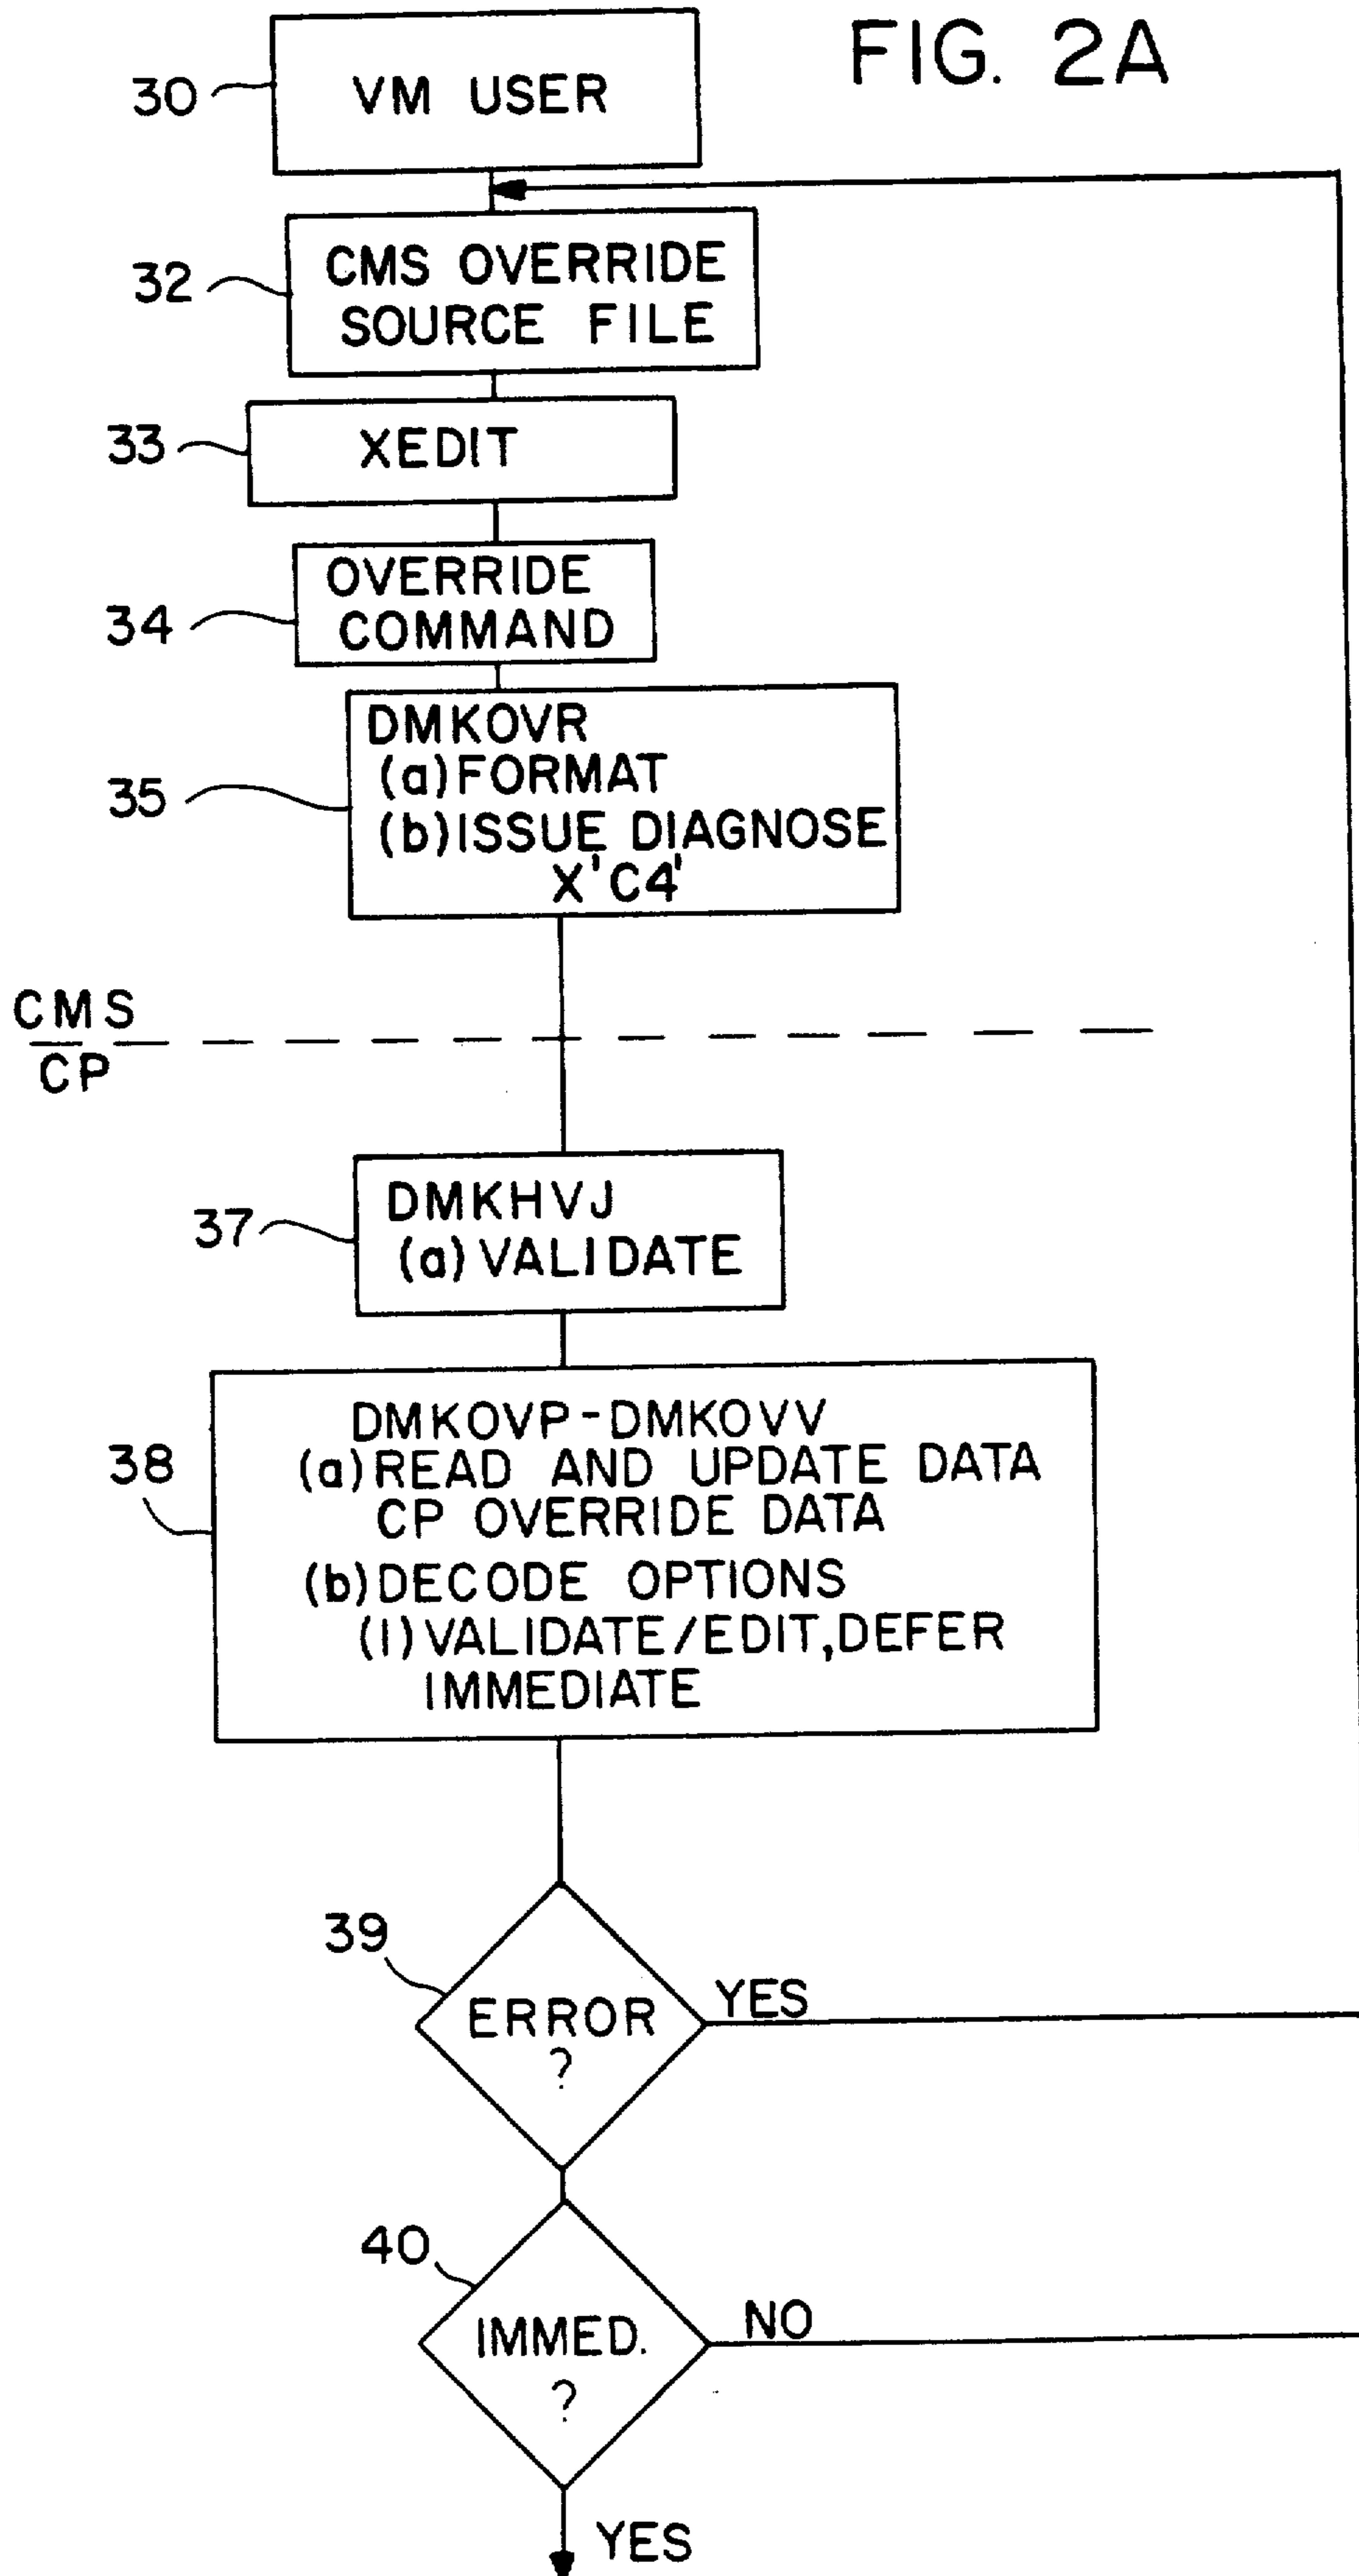 FIG. 2A
30
VM USER
32
CMS OVERRIDE
SOURCE FILE
33
XEDIT
34
OVERRIDE
COMMAND
35
DMKOVR
(a) FORMAT
(b) ISSUE DIAGNOSE
X'C4'
CMS
CP
37
DMKHVJ
(a) VALIDATE
38
DMKOVP-DMKOVV
(a) READ AND UPDATE DATA
CP OVERRIDE DATA
(b) DECODE OPTIONS
(1) VALIDATE/EDIT, DEFER
IMMEDIATE
39
ERROR
?
YES
40
IMMED.
?
NO
YES